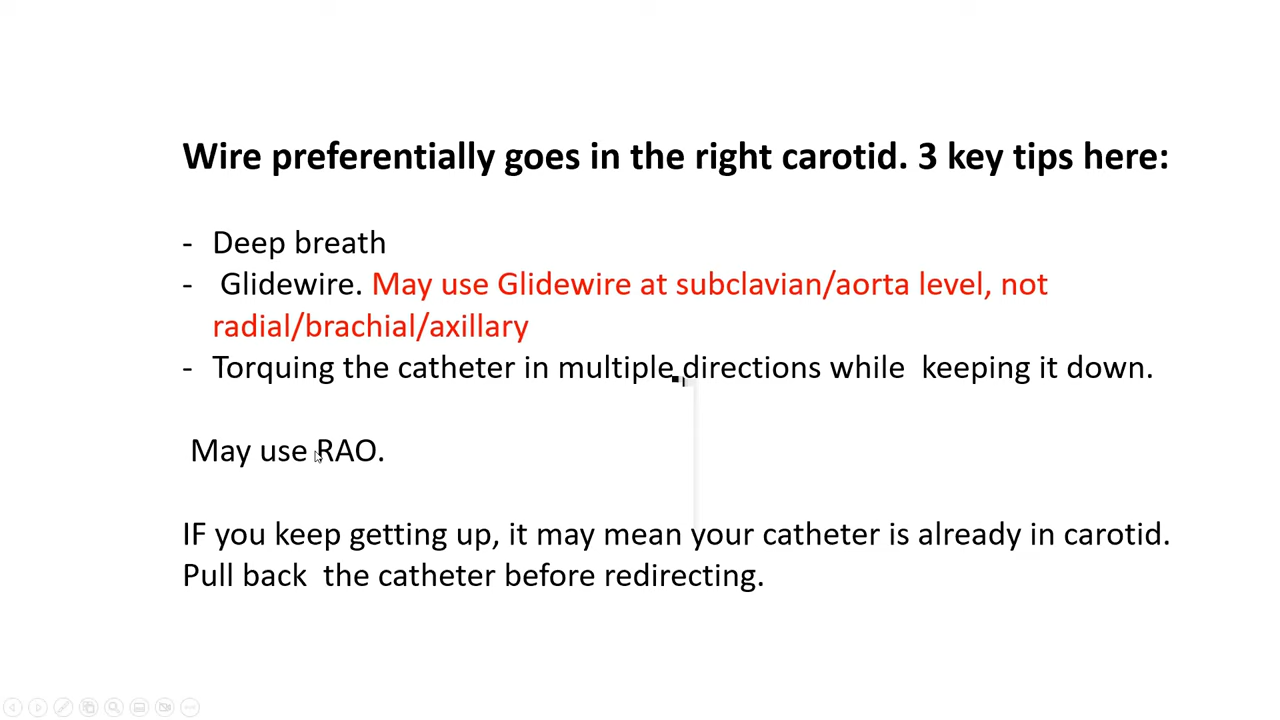 Wire preferentially goes in the right carotid. 3 key tips here:
- Deep breath
- Glidewire. May use Glidewire at subclavian/aorta level, not
radial/brachial/axillary
- Torquing the catheter in multiple directions while keeping it down.
May use RAO.
IF you keep getting up, it may mean your catheter is already in carotid.
Pull back the catheter before redirecting.